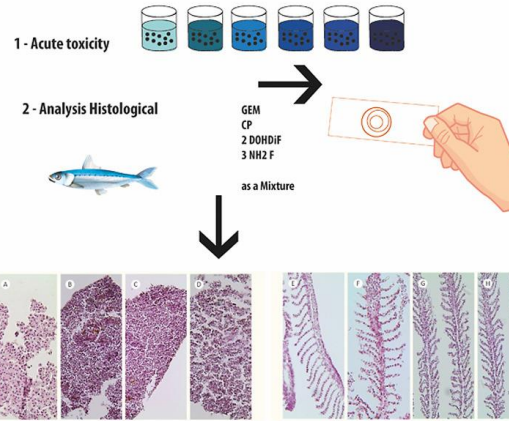 1 - Acute toxicity
2 - Analysis Histological
GEM
CP
2 DOHDiF
3 NH2 F
as a Mixture
A
B
C
D
E
F
G
H